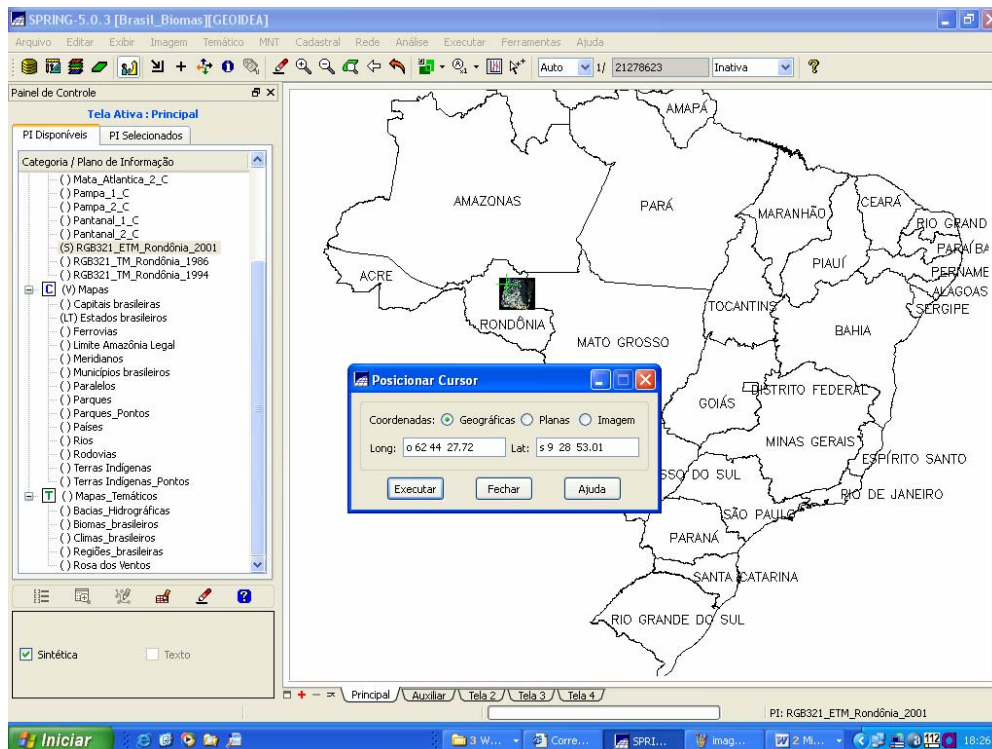 SPRING-5.0.3 [Brasil_Biomas][GEOIDEA]
Arquivo Editar Exibir Imagem Temático MNT Cadastral Rede Análise Executar Ferramentas Ajuda
Auto 1/ 21278623 Inativa
Painel de Controle
Tela Ativa : Principal
PI Disponíveis PI Selecionados
Categoria / Plano de Informação
( ) Mata_Atlantica_2_C
( ) Pampa_1_C
( ) Pampa_2_C
( ) Pantanal_1_C
( ) Pantanal_2_C
(S) RGB321_ETM_Rondônia_2001
( ) RGB321_TM_Rondônia_1986
( ) RGB321_TM_Rondônia_1994
C (V) Mapas
( ) Capitais brasileiras
(LT) Estados brasileiros
( ) Ferrovias
( ) Limite Amazônia Legal
( ) Meridianos
( ) Municípios brasileiros
( ) Paralelos
( ) Parques
( ) Parques_Pontos
( ) Países
( ) Rios
( ) Rodovias
( ) Terras Indígenas
( ) Terras Indígenas_Pontos
T ( ) Mapas_Temáticos
( ) Bacias_Hidrográficas
( ) Biomas_brasileiros
( ) Climas_brasileiros
( ) Regiões_brasileiras
( ) Rosa dos Ventos
Sintética Texto
AMAPÁ
AMAZONAS
PARÁ
MARANHÃO
CEARÁ
RIO GRAND
PARAÍBA
PIAUÍ
PERNAME
ACRE
ALAGOAS
TOCANTINS
SERGIPE
RONDÔNIA
BAHIA
MATO GROSSO
DISTRITO FEDERAL
GOIÁS
MINAS GERAIS
ESPÍRITO SANTO
SSO DO SUL
RIO DE JANEIRO
SÃO PAULO
PARANÁ
SANTA CATARINA
RIO GRANDE DO SUL
Posicionar Cursor
Coordenadas: Geográficas Planas Imagem
Long: o 62 44 27.72 Lat: s 9 28 53.01
Executar Fechar Ajuda
Principal Auxiliar Tela 2 Tela 3 Tela 4
PI: RGB321_ETM_Rondônia_2001
Iniciar 3 W... Corre... SPRI... imag... 2 Mi... 112 18:26